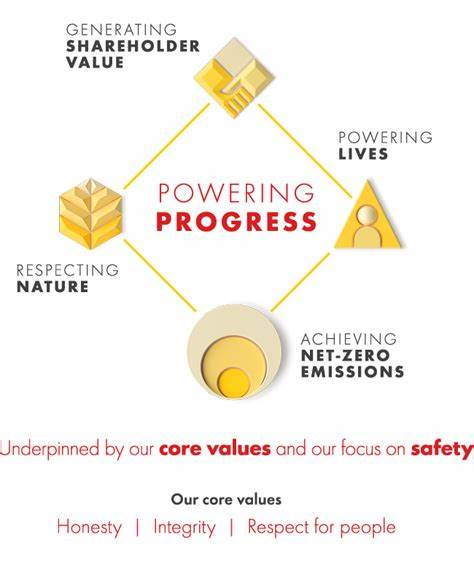 GENERATING
SHAREHOLDER
VALUE
POWERING
LIVES
POWERING
PROGRESS
RESPECTING
NATURE
ACHIEVING
NET-ZERO
EMISSIONS
Underpinned by our core values and our focus on safety
Our core values
Honesty | Integrity | Respect for people